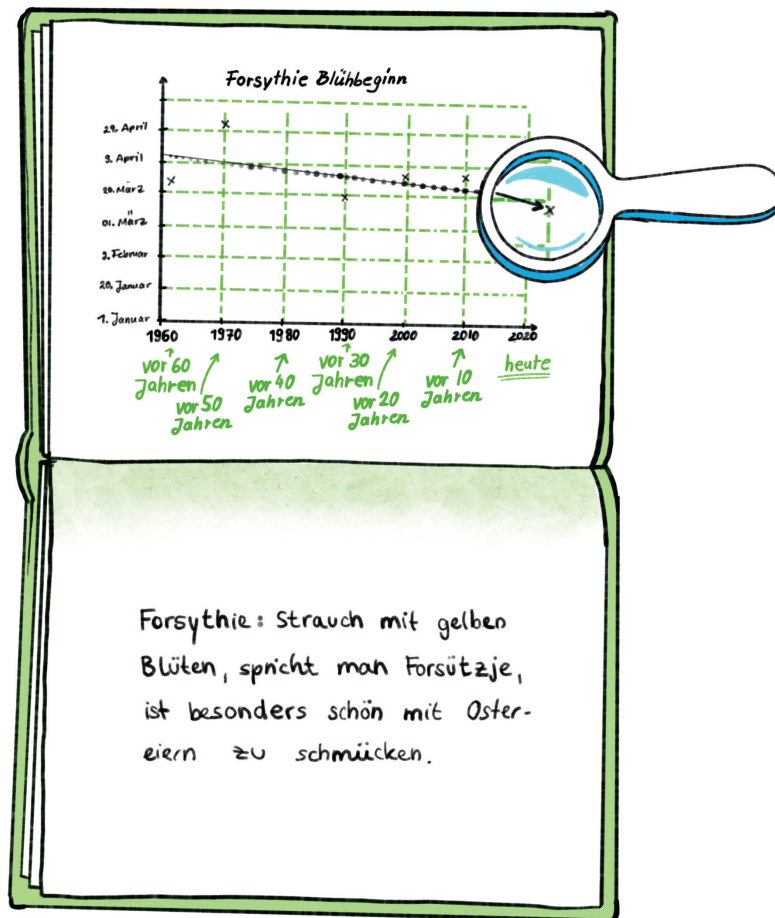 Forsythie Blühbeginn
29. April
9. April
20. März
01. März
9. Februar
20. Januar
1. Januar
1960 1970 1980 1990 2000 2010 2020
vor 60 Jahren
vor 50 Jahren
vor 40 Jahren
vor 30 Jahren
vor 20 Jahren
vor 10 Jahren
heute
Forsythie: Strauch mit gelben
Blüten, spricht man Forsützje,
ist besonders schön mit Oster-
eiern zu schmücken.